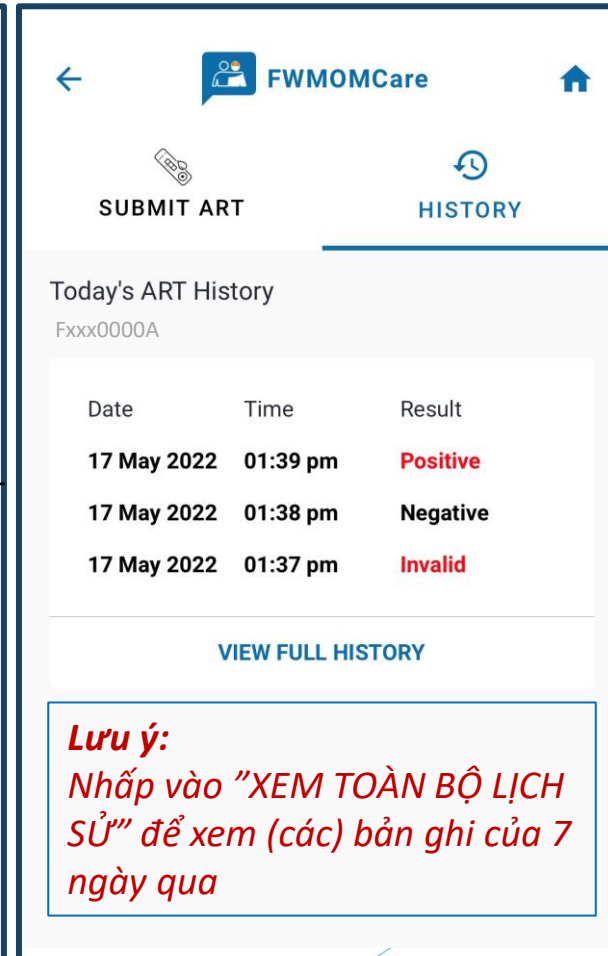 FWMOMCare
SUBMIT ART
HISTORY
Today's ART History
Fxxx0000A
Date Time Result
17 May 2022 01:39 pm Positive
17 May 2022 01:38 pm Negative
17 May 2022 01:37 pm Invalid
VIEW FULL HISTORY
Lưu ý:
Nhấp vào ”XEM TOÀN BỘ LỊCH
SỬ” để xem (các) bản ghi của 7
ngày qua